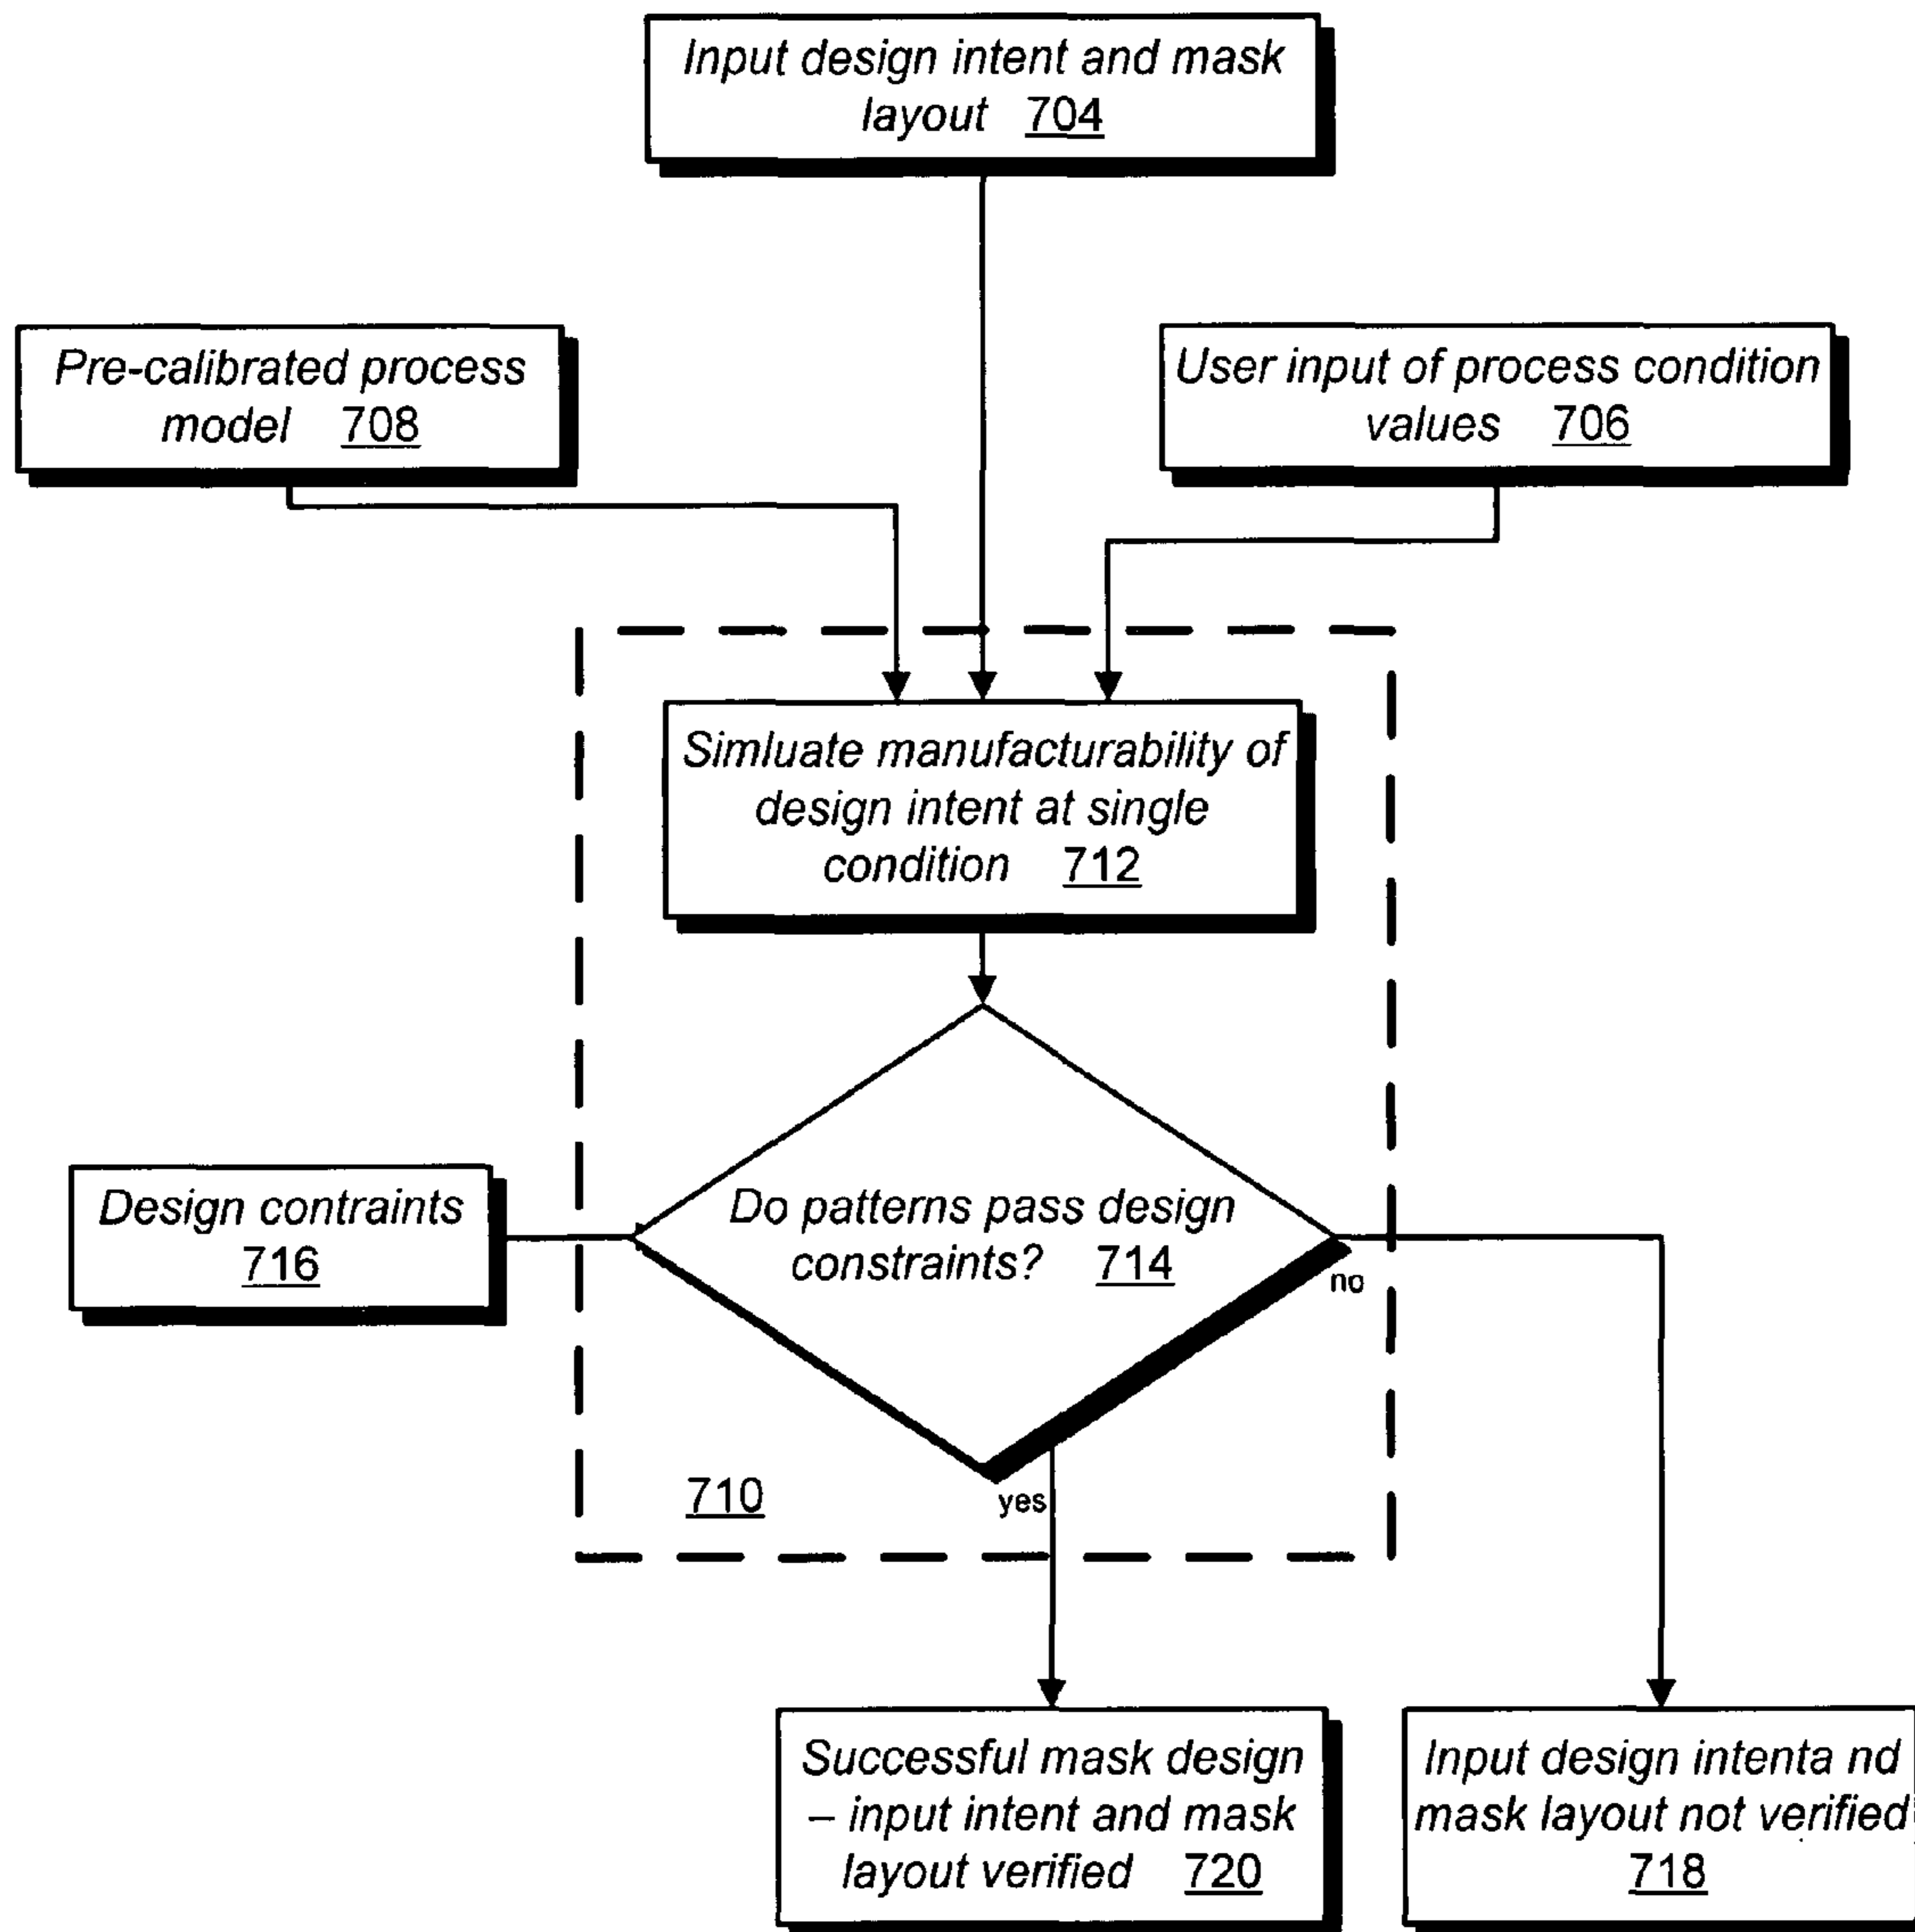 Input design intent and mask
layout 704
Pre-calibrated process
model 708
User input of process condition
values 706
Simluate manufacturability of
design intent at single
condition 712
Design contraints
716
Do patterns pass design
constraints? 714
no
710
yes
Successful mask design
– input intent and mask
layout verified 720
Input design intenta nd
mask layout not verified
718